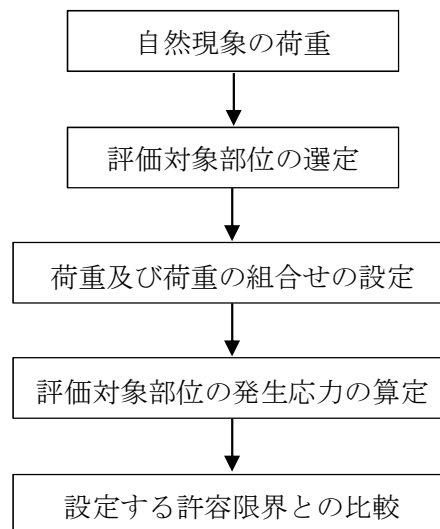 自然現象の荷重
評価対象部位の選定
荷重及び荷重の組合せの設定
評価対象部位の発生応力の算定
設定する許容限界との比較